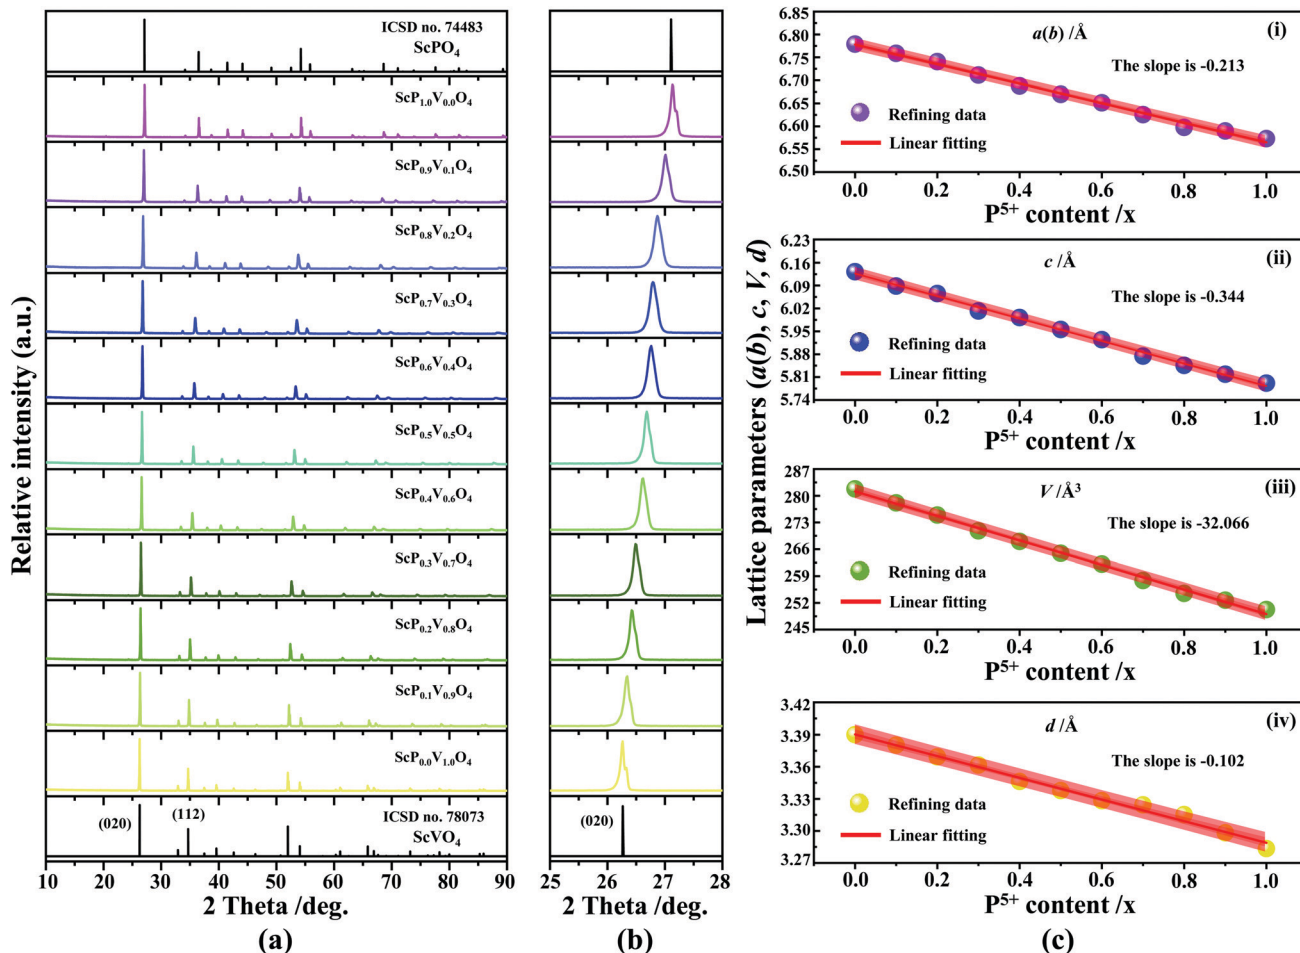 Relative intensity (a.u.)
ICSD no. 74483
ScPO₄
ScP₁.₀V₀.₀O₄
ScP₀.₉V₀.₁O₄
ScP₀.₈V₀.₂O₄
ScP₀.₇V₀.₃O₄
ScP₀.₆V₀.₄O₄
ScP₀.₅V₀.₅O₄
ScP₀.₄V₀.₆O₄
ScP₀.₃V₀.₇O₄
ScP₀.₂V₀.₈O₄
ScP₀.₁V₀.₉O₄
ScP₀.₀V₁.₀O₄
(020) (112) ICSD no. 78073
ScVO₄
10 20 30 40 50 60 70 80 90
2 Theta /deg.
(a)
(020)
25 26 27 28
2 Theta /deg.
(b)
Lattice parameters (a(b), c, V, d)
6.85
6.80
6.75
6.70
6.65
6.60
6.55
6.50
a(b) /Å (i)
The slope is -0.213
Refining data
Linear fitting
0.0 0.2 0.4 0.6 0.8 1.0
P⁵⁺ content /x
6.23
6.16
6.09
6.02
5.95
5.88
5.81
5.74
c /Å (ii)
The slope is -0.344
Refining data
Linear fitting
0.0 0.2 0.4 0.6 0.8 1.0
P⁵⁺ content /x
287
280
273
266
259
252
245
V /Å³ (iii)
The slope is -32.066
Refining data
Linear fitting
0.0 0.2 0.4 0.6 0.8 1.0
P⁵⁺ content /x
3.42
3.39
3.36
3.33
3.30
3.27
d /Å (iv)
The slope is -0.102
Refining data
Linear fitting
0.0 0.2 0.4 0.6 0.8 1.0
P⁵⁺ content /x
(c)